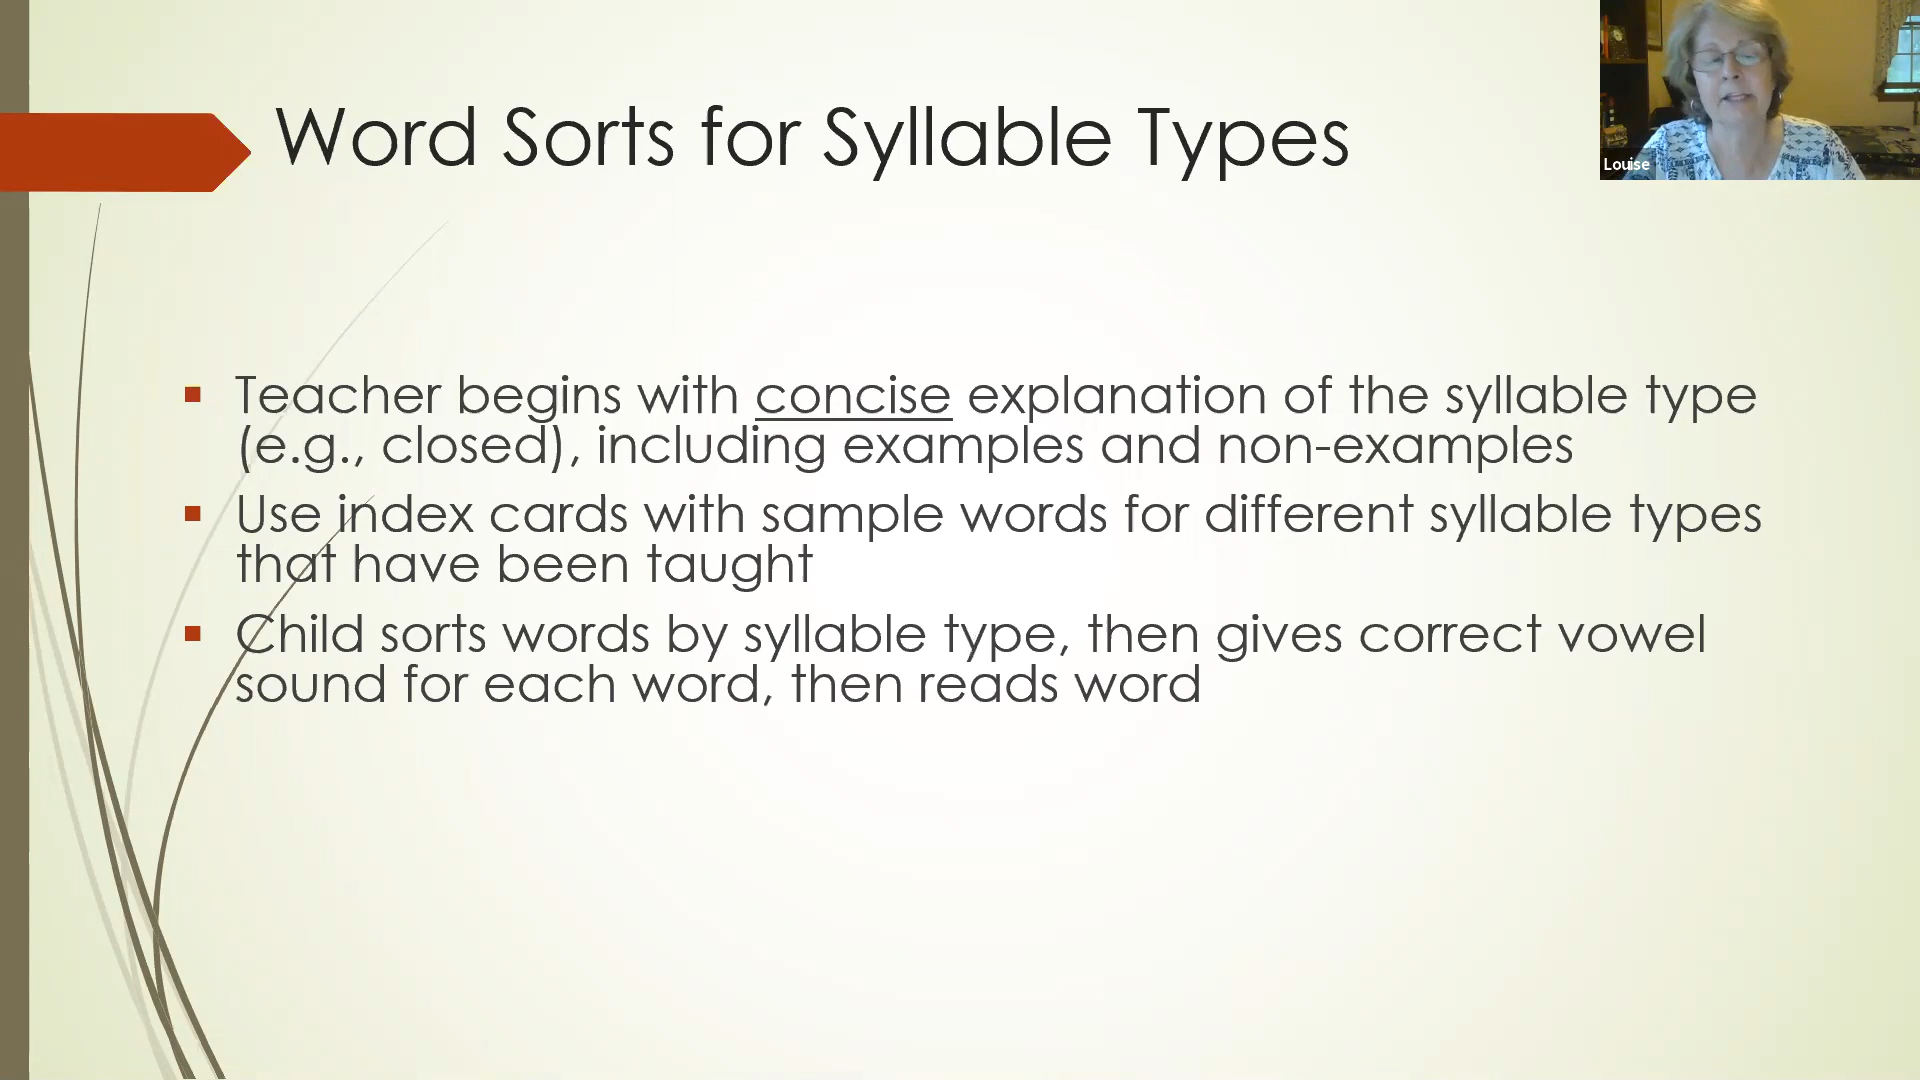 Word Sorts for Syllable Types
Louise
Teacher begins with concise explanation of the syllable type
(e.g., closed), including examples and non-examples
Use index cards with sample words for different syllable types
that have been taught
Child sorts words by syllable type, then gives correct vowel
sound for each word, then reads word